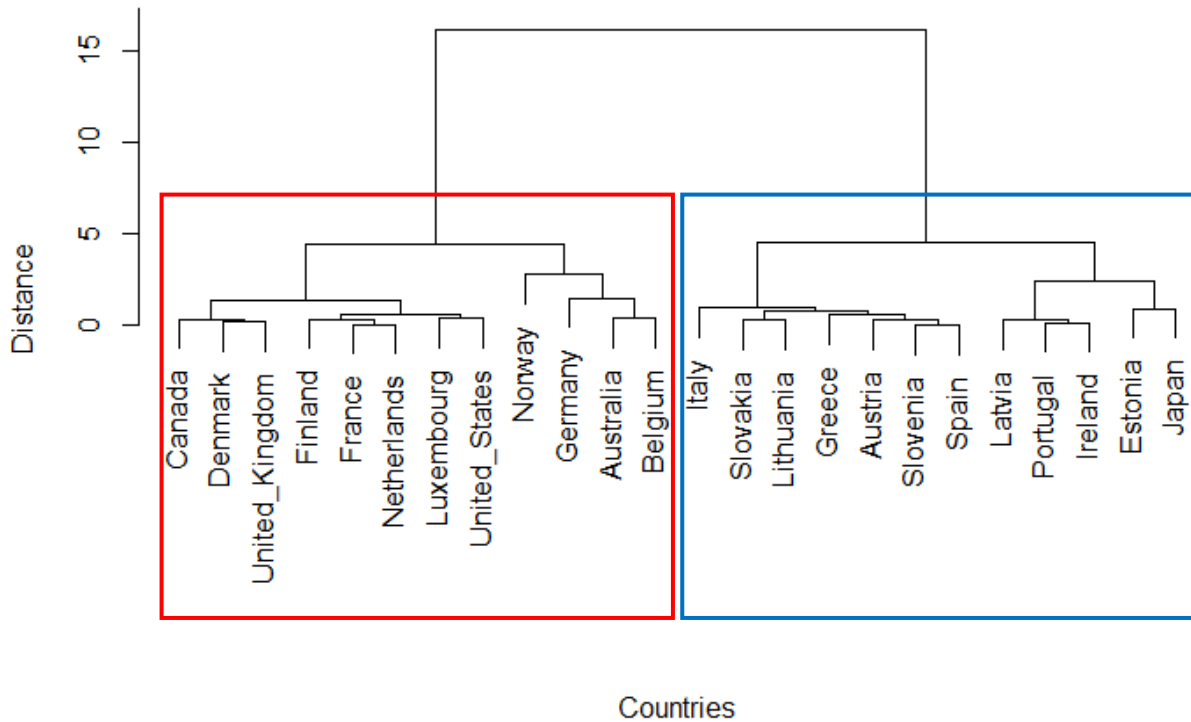 15
10
5
0
Distance
Canada
Denmark
United_Kingdom
Finland
France
Netherlands
Luxembourg
United_States
Norway
Germany
Australia
Belgium
Italy
Slovakia
Lithuania
Greece
Austria
Slovenia
Spain
Latvia
Portugal
Ireland
Estonia
Japan
Countries